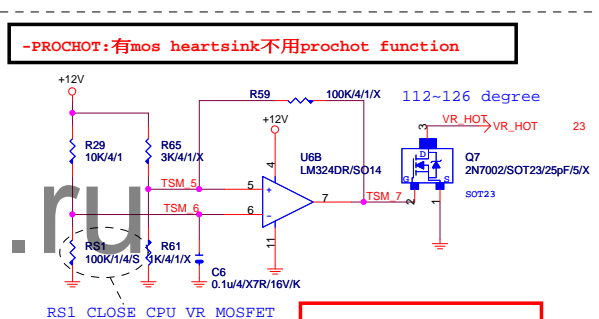 -PROCHOT:有mos heartsink不用prochot function
+12V
R59
100K/4/1/X
112~126 degree
+12V
3
VR_HOT
VR_HOT
23
R29
10K/4/1
R65
3K/4/1/X
4
U6B
LM324DR/SO14
D
G
S
Q7
2N7002/SOT23/25pF/5/X
SOT23
TSM_5
5
+
TSM_6
6
-
7
TSM_7
2
1
11
.ru
RS1
100K/1/4/S
R61
1K/4/1/X
C6
0.1u/4/X7R/16V/K
RS1 CLOSE CPU VR MOSFET